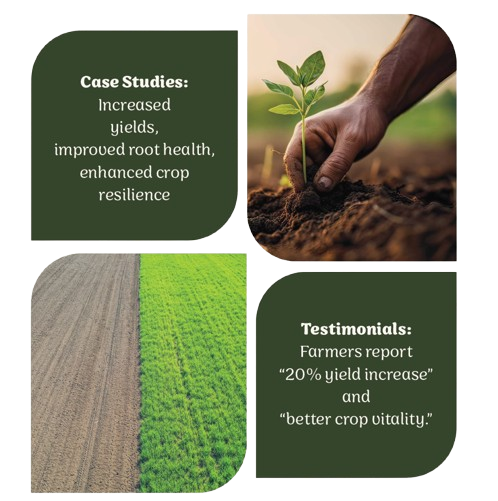 Case Studies:
Increased
yields,
improved root health,
enhanced crop
resilience
Testimonials:
Farmers report
“20% yield increase”
and
“better crop vitality.”